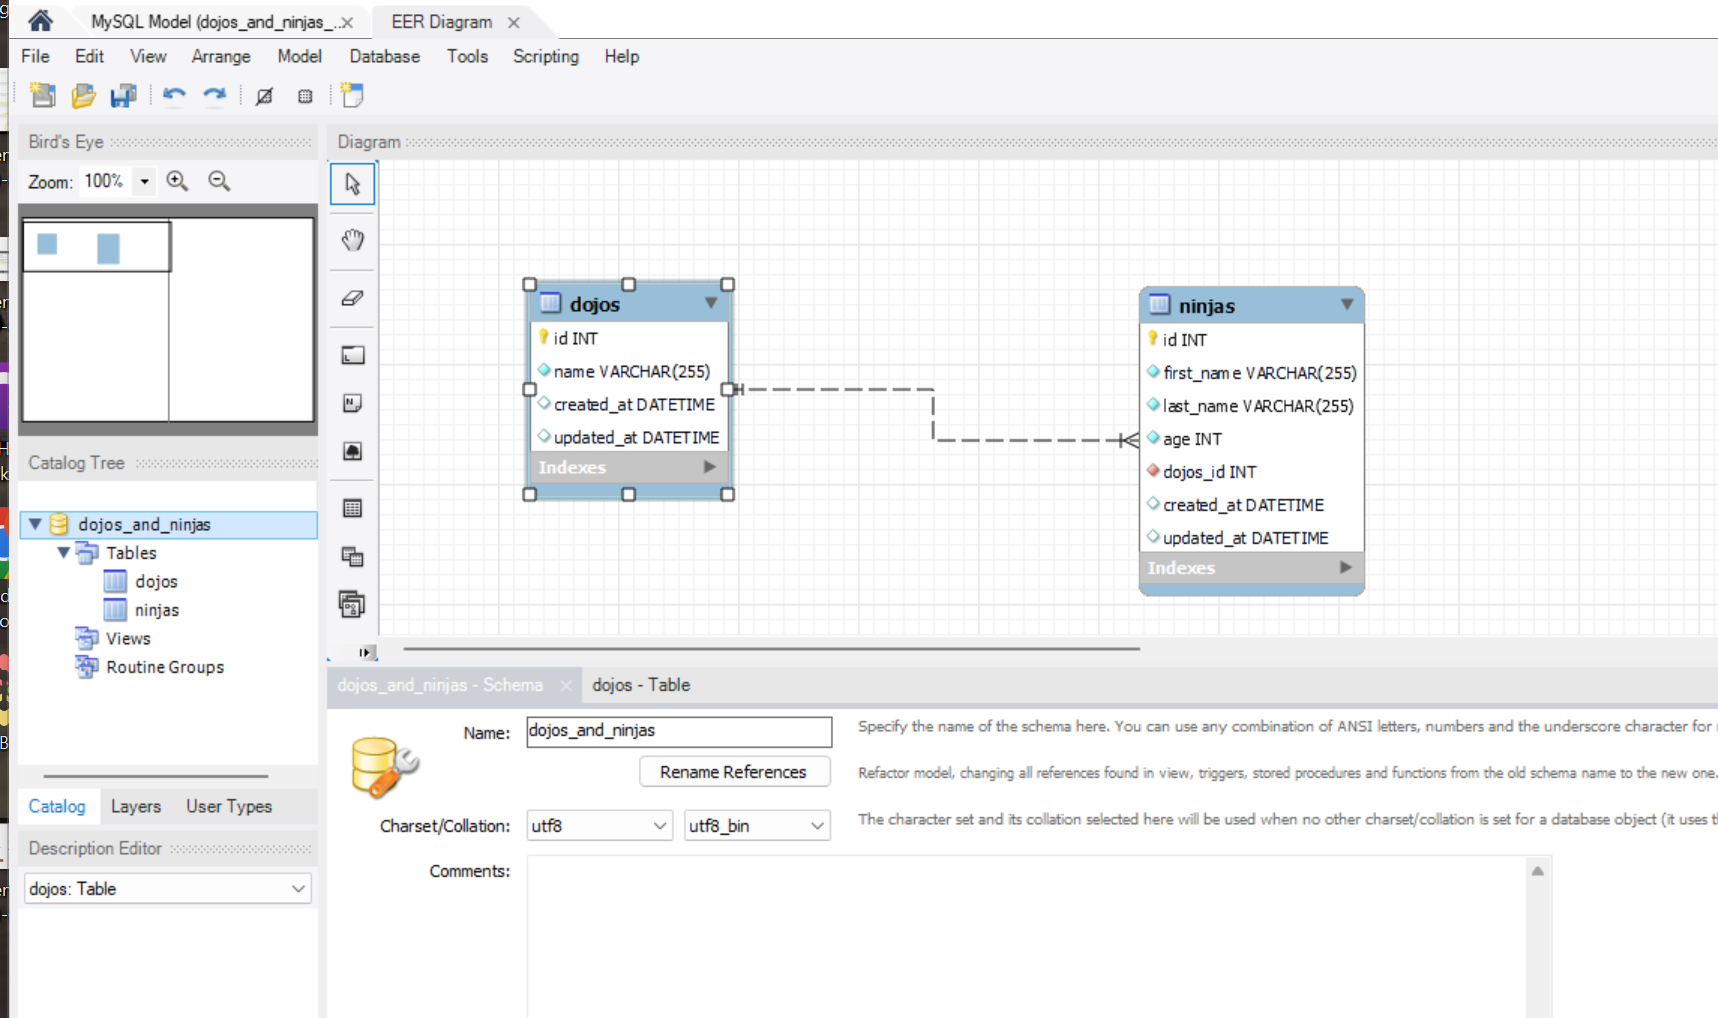 MySQL Model (dojos_and_ninjas_...
EER Diagram
File Edit View Arrange Model Database Tools Scripting Help
Bird's Eye
Diagram
Zoom: 100%
dojos
id INT
name VARCHAR(255)
created_at DATETIME
updated_at DATETIME
Indexes
ninjas
id INT
first_name VARCHAR(255)
last_name VARCHAR(255)
age INT
dojos_id INT
created_at DATETIME
updated_at DATETIME
Indexes
Catalog Tree
dojos_and_ninjas
Tables
dojos
ninjas
Views
Routine Groups
Catalog Layers User Types
Description Editor
dojos: Table
dojos_and_ninjas - Schema
dojos - Table
Name: dojos_and_ninjas
Specify the name of the schema here. You can use any combination of ANSI letters, numbers and the underscore character for
Rename References
Refactor model, changing all references found in view, triggers, stored procedures and functions from the old schema name to the new one.
Charset/Collation: utf8 utf8_bin
The character set and its collation selected here will be used when no other charset/collation is set for a database object (it uses
Comments: